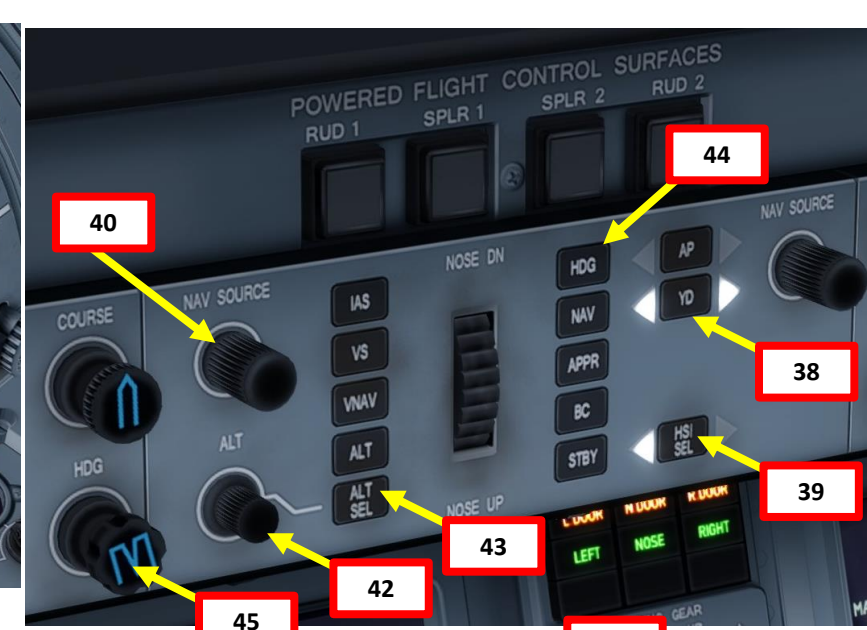 POWERED FLIGHT CONTROL SURFACES
RUD 1
SPLR 1
SPLR 2
RUD 2
44
40
NAV SOURCE
NOSE DN
HDG
AP
NAV SOURCE
COURSE
IAS
NAV
YD
VS
APPR
38
VNAV
BC
ALT
ALT
STBY
HSI
SEL
HDG
ALT
SEL
NOSE UP
39
43
L DOOR
N DOOR
R DOOR
LEFT
NOSE
RIGHT
42
45
GEAR